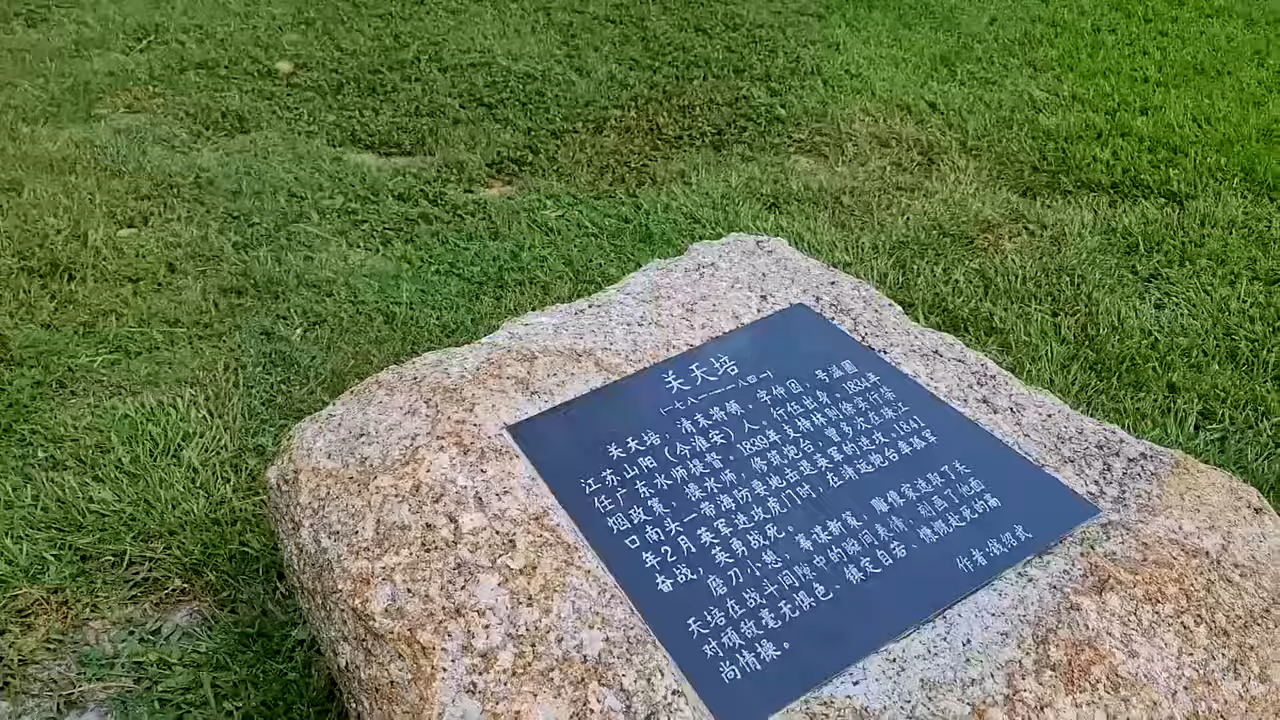 关天培
（一七八一——一八四一）
关天培，清末将领，字仲因，号滋圃
江苏山阳（今淮安）人。行伍出身。1834年
任广东水师提督。1839年支持林则徐实行禁
烟政策，操水师，修筑炮台，曾多次在珠江
口南头一带海防要地击退英军的进攻。1841
年2月英军进攻虎门时，在靖远炮台率孤军
奋战，英勇战死。
磨刀小憩，筹谋新策，雕像家选取了关
天培在战斗间隙中的瞬间表情，刻画了他面
对顽敌毫无惧色、镇定自若、慷慨赴死的高
尚情操。
作者:钱绍武